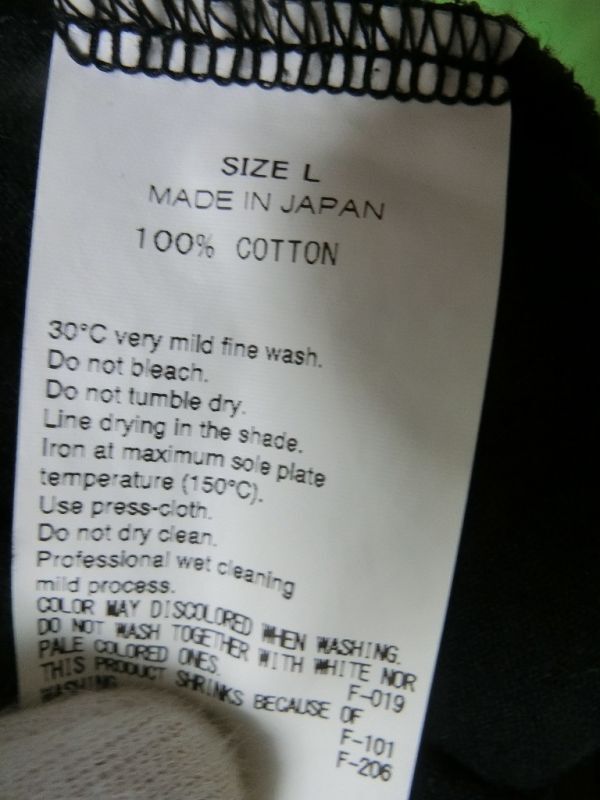 SIZE L
MADE IN JAPAN
100% COTTON
30°C very mild fine wash.
Do not bleach.
Do not tumble dry.
Line drying in the shade.
Iron at maximum sole plate
temperature (150°C).
Use press-cloth.
Do not dry clean.
Professional wet cleaning
mild process.
COLOR MAY DISCOLORED WHEN WASHING.
DO NOT WASH TOGETHER WITH WHITE NOR
PALE COLORED ONES.
F-019
THIS PRODUCT SHRINKS BECAUSE OF
WASHING
F-101
F-206